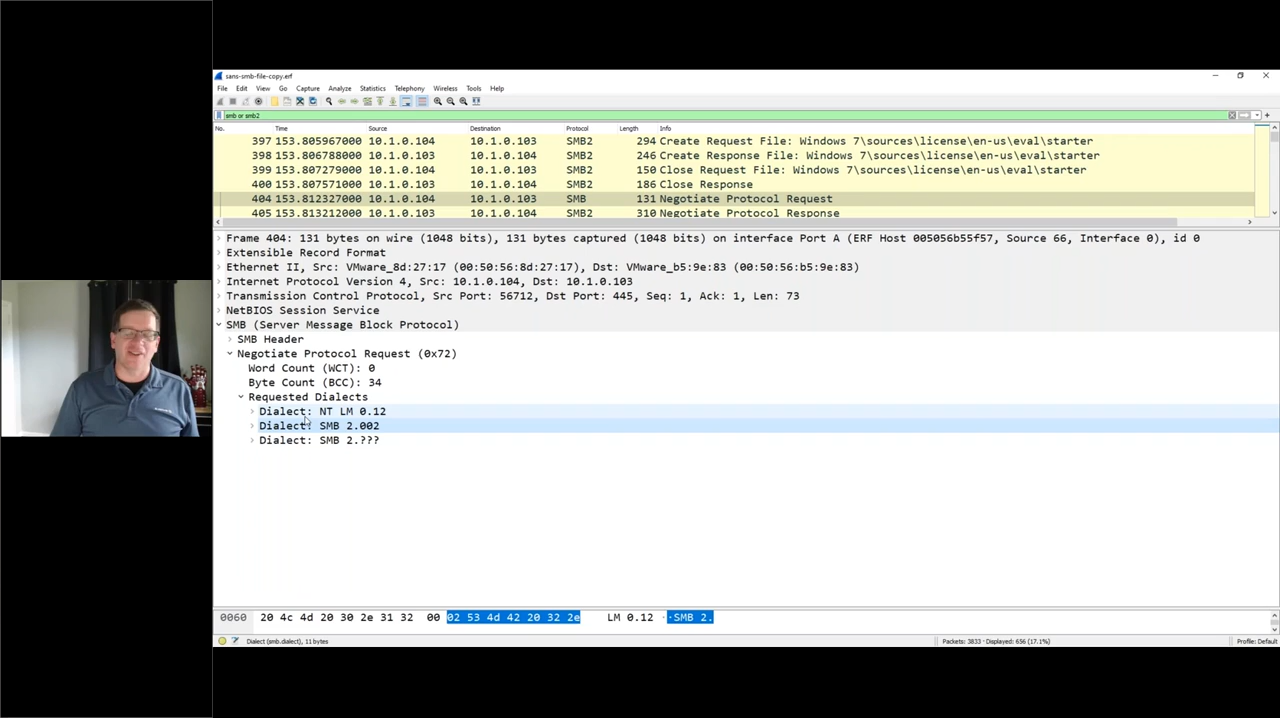 sans-smb-file-copy.erf
File Edit View Go Capture Analyze Statistics Telephony Wireless Tools Help
smb or smb2
No. Time Source Destination Protocol Length Info
397 153.805967000 10.1.0.104 10.1.0.103 SMB2 294 Create Request File: Windows 7\sources\license\en-us\eval\starter
398 153.806788000 10.1.0.103 10.1.0.104 SMB2 246 Create Response File: Windows 7\sources\license\en-us\eval\starter
399 153.807279000 10.1.0.104 10.1.0.103 SMB2 150 Close Request File: Windows 7\sources\license\en-us\eval\starter
400 153.807571000 10.1.0.103 10.1.0.104 SMB2 186 Close Response
404 153.812327000 10.1.0.104 10.1.0.103 SMB 131 Negotiate Protocol Request
405 153.813212000 10.1.0.103 10.1.0.104 SMB2 310 Negotiate Protocol Response
Frame 404: 131 bytes on wire (1048 bits), 131 bytes captured (1048 bits) on interface Port A (ERF Host 005056b55f57, Source 66, Interface 0), id 0
Extensible Record Format
Ethernet II, Src: VMware_8d:27:17 (00:50:56:8d:27:17), Dst: VMware_b5:9e:83 (00:50:56:b5:9e:83)
Internet Protocol Version 4, Src: 10.1.0.104, Dst: 10.1.0.103
Transmission Control Protocol, Src Port: 56712, Dst Port: 445, Seq: 1, Ack: 1, Len: 73
NetBIOS Session Service
SMB (Server Message Block Protocol)
SMB Header
Negotiate Protocol Request (0x72)
Word Count (WCT): 0
Byte Count (BCC): 34
Requested Dialects
Dialect: NT LM 0.12
Dialect: SMB 2.002
Dialect: SMB 2.???
0060 20 4c 4d 20 30 2e 31 32 00 02 53 4d 42 20 32 2e LM 0.12 ·SMB 2.
Dialect (smb.dialect), 11 bytes Packets: 3833 · Displayed: 656 (17.1%) Profile: Default